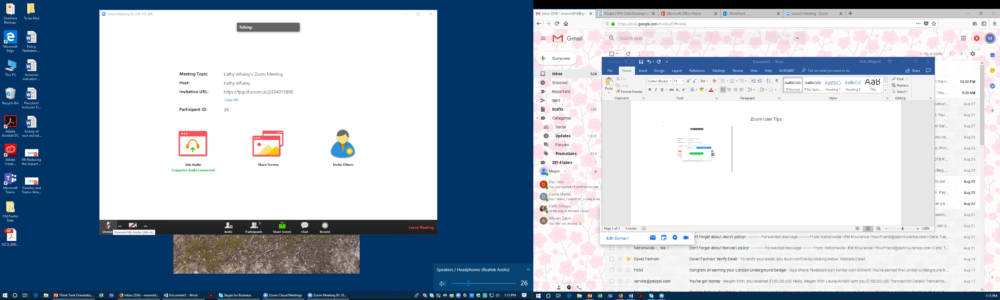 OneDrive Backups
To be filed
Microsoft Edge
Policy Notetaker....
This PC
Inclusion Indicators ...
Recycle Bin
Preschool Inclusion Fi...
Adobe Acrobat DC
history of race and ed...
Adobe Creati...
PA-Reducing the Impact ...
Microsoft Teams
Families and Teams-Wee...
Old Firefox Data
PDF
NCSI_EBD...
Zoom Meeting ID: 334-315-895
Talking:
Meeting Topic: Kathy Whaley's Zoom Meeting
Host: Kathy Whaley
Invitation URL: https://fpgcdi.zoom.us/j/334315895
Copy URL
Participant ID: 36
Join Audio
Computer Audio Connected
Share Screen
Invite Others
Unmute
Unmute My Audio (Alt+A)
Invite
1
Participants
Share Screen
Chat
Record
Leave Meeting
Speakers / Headphones (Realtek Audio)
26
Think Tank Orientatio...
Inbox (534) - marnold...
Document1 - Word
Skype for Business
Zoom Cloud Meetings
Zoom Meeting ID: 33...
1:15 PM
Inbox (534) - marnold416@gm
People | FPG Child Developme
Microsoft Office Home
SharePoint
Launch Meeting - Zoom
https://mail.google.com/mail/u/0/#inbox
Gmail
Search mail
9
M
Compose
1–50 of 8,090
Inbox 534
Snoozed
Important
Sent
Drafts 140
Categories
Social
Updates 1,633
Forums
Promotions 526
2014 taxes 2
Megan
Doc Vinh
You: but hopefully it won't be too bad
Darcie Martin
You: Clearly, I wasn't lol. :) I was in me
Kathi Gillaspy
All the way in the back corner
Allyson Zahm
You: hey you around
AutoSave Off
Document1 - Word
Vinh, Megan E
File Home Insert Design Layout References Mailings Review View Help ACROBAT Tell me what you want to do Share
Paste
Cut
Copy
Format Painter
Clipboard
Calibri (Body) 11
Font
Paragraph
AaBbCcDc AaBbCcDc AaBbCc AaBbCcD AaB
¶ Normal ¶ No Spac... Heading 1 Heading 2 Title
Styles
Find
Replace
Select
Editing
Zoom User Tips
Page 1 of 1 3 words
120%
t the v... 12:00 PM
. You ... 9:32 AM
securi... Aug 27
3. You ... Aug 27
an Ser... Aug 27
you so... Aug 26
er. Prin... Aug 26
018 P... Aug 26
s Reg ... Aug 25
its pet ... Aug 25
n. Pay... Aug 25
ier pa... Aug 23
neetin... Aug 21
, can y... Aug 21
Edit Contact
n't forget about Jazz's policy! - ---------- Forwarded message --------- From: Nationwide—Pet Insurance <YourFriend@petinsurance.com> Date: Tue... Aug 21
Nationwide—., me 2 Don't forget about Bonzai's policy! - ---------- Forwarded message --------- From: Nationwide—Pet Insurance <YourFriend@petinsurance.com> Date: T... Aug 21
Covet Fashion Covet Fashion: Verify Email - To verify your email, you must confirm by clicking below. Validate Email Aug 19
Fitbit Congrats on earning your London Underground badge! - logo Share: facebook icon twitter icon Brilliant! You've earned the London Underground b... Aug 17
service@paypal.com You've got money - Megan Vinh, you received $100.00 USD Hello, Megan Vinh Laurie Arnold sent you $100.00 USD Transaction Details Transactio... Aug 17
1:15 PM